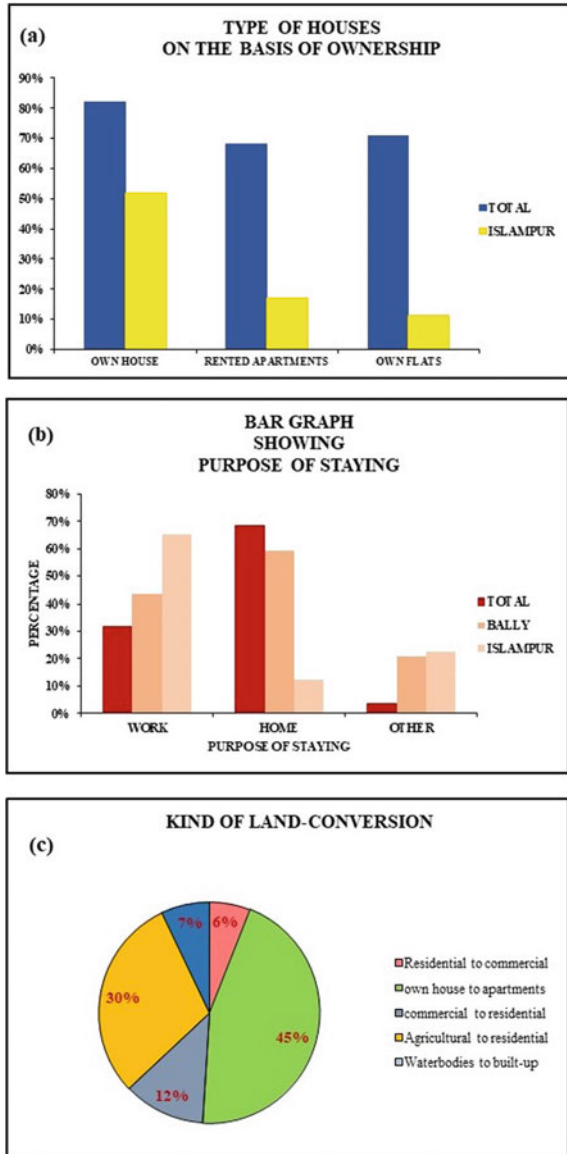 (a)
TYPE OF HOUSES
ON THE BASIS OF OWNERSHIP
90%
80%
70%
60%
50%
40%
30%
20%
10%
0%
OWN HOUSE RENTED APARTMENTS OWN FLATS
TOTAL
ISLAMPUR
(b)
BAR GRAPH
SHOWING
PURPOSE OF STAYING
80%
70%
60%
50%
40%
30%
20%
10%
0%
PERCENTAGE
WORK HOME OTHER
PURPOSE OF STAYING
TOTAL
BALLY
ISLAMPUR
KIND OF LAND-CONVERSION
(c)
7% 6%
30%
45%
12%
Residential to commercial
own house to apartments
commercial to residential
Agricultural to residential
Waterbodies to built-up